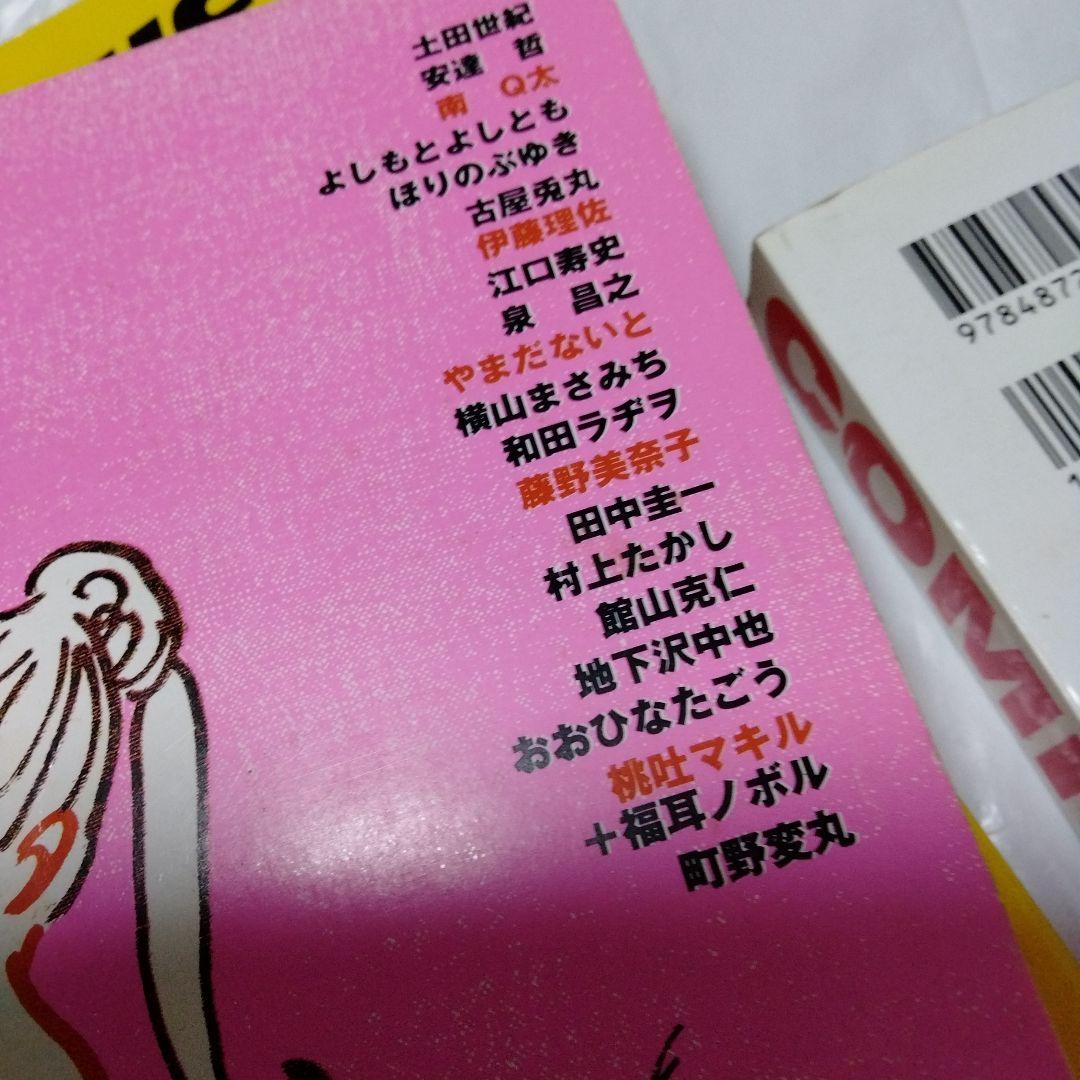 土田世紀
安達 哲
南 Q太
よしもとよしとも
ほりのぶゆき
古屋兎丸
伊藤理佐
江口寿史
泉 昌之
やまだないと
横山まさみち
和田ラヂヲ
藤野美奈子
田中圭一
村上たかし
館山克仁
地下沢中也
おおひなたごう
桃吐マキル
+福耳ノボル
町野変丸
978487
COM